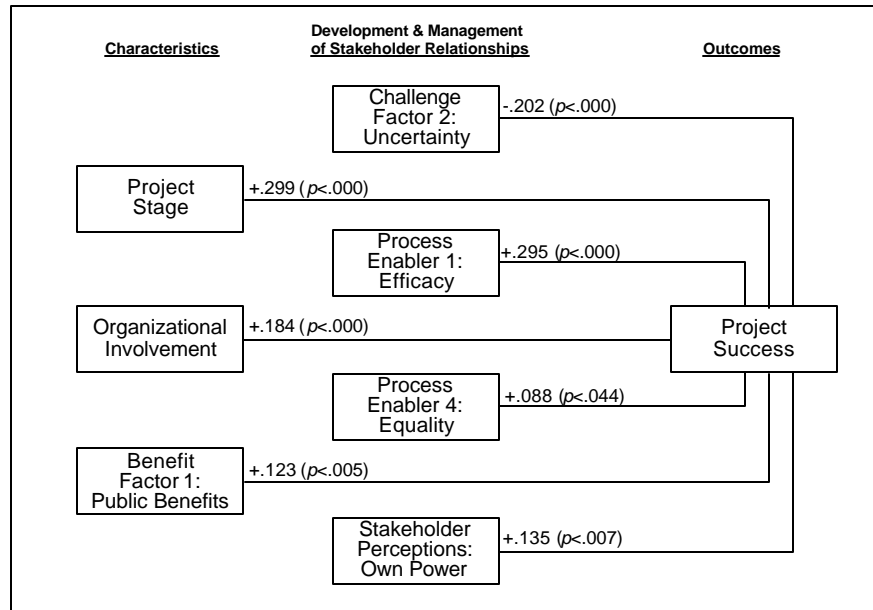 Characteristics
Development & Management
of Stakeholder Relationships
Outcomes
Challenge
Factor 2:
Uncertainty
-.202 (p<.000)
Project
Stage
+.299 (p<.000)
Process
Enabler 1:
Efficacy
+.295 (p<.000)
Organizational
Involvement
+.184 (p<.000)
Project
Success
Process
Enabler 4:
Equality
+.088 (p<.044)
Benefit
Factor 1:
Public Benefits
+.123 (p<.005)
Stakeholder
Perceptions:
Own Power
+.135 (p<.007)